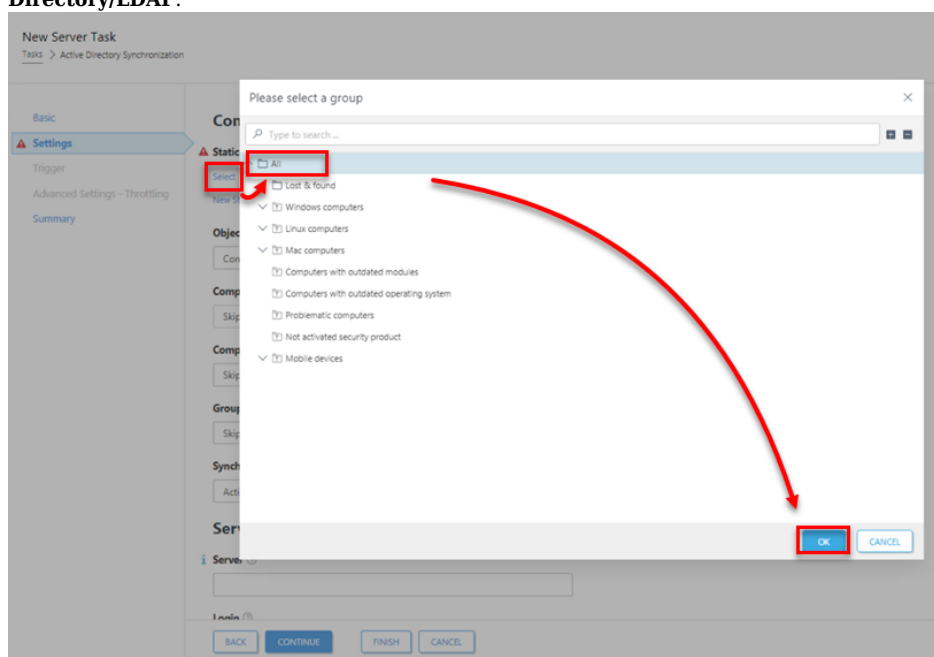 Directory/LDAP.
New Server Task
Tasks > Active Directory Synchronization
Please select a group
Type to search ...
Basic
Settings
Trigger
Advanced Settings - Throttling
Summary
Con
Static
Select
New S
All
Lost & found
Windows computers
Linux computers
Mac computers
Computers with outdated modules
Computers with outdated operating system
Problematic computers
Not activated security product
Mobile devices
Objec
Con
Comp
Skip
Comp
Skip
Group
Skip
Synch
Acti
Serv
OK
CANCEL
Server
Login
BACK
CONTINUE
FINISH
CANCEL